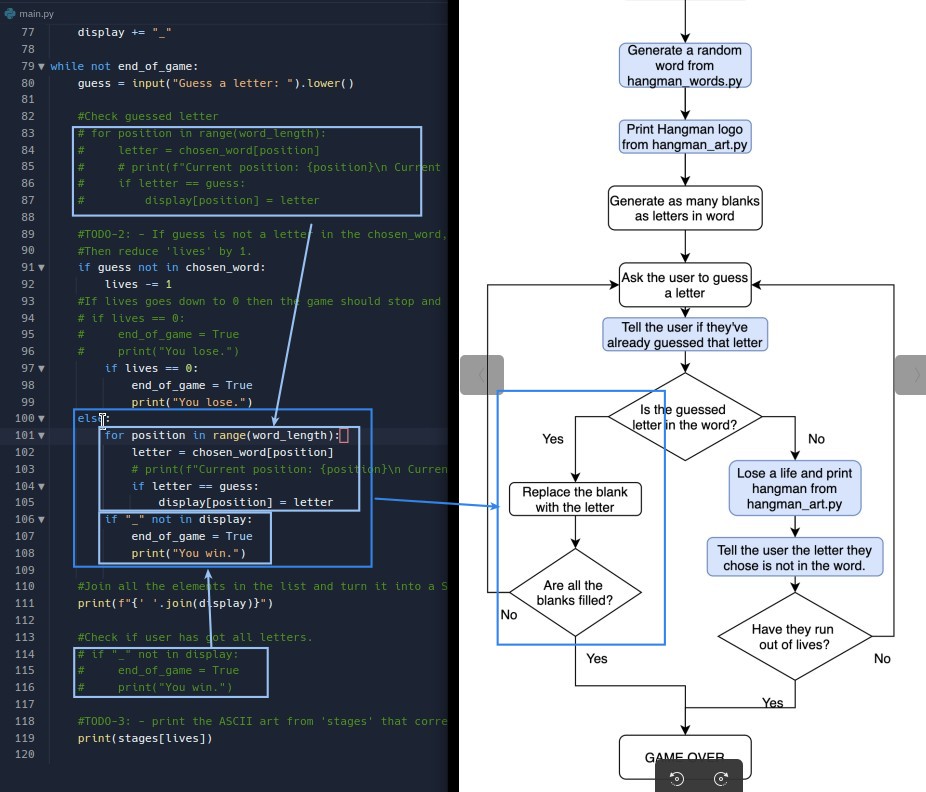 main.py
77 display += "_"
78
79 while not end_of_game:
80 guess = input("Guess a letter: ").lower()
81
82 #Check guessed letter
83 # for position in range(word_length):
84 # letter = chosen_word[position]
85 # # print(f"Current position: {position}\n Current
86 # if letter == guess:
87 # display[position] = letter
88
89 #TODO-2: - If guess is not a letter in the chosen_word,
90 #Then reduce 'lives' by 1.
91 if guess not in chosen_word:
92 lives -= 1
93 #If lives goes down to 0 then the game should stop and
94 # if lives == 0:
95 # end_of_game = True
96 # print("You lose.")
97 if lives == 0:
98 end_of_game = True
99 print("You lose.")
100 else:
101 for position in range(word_length):
102 letter = chosen_word[position]
103 # print(f"Current position: {position}\n Curren
104 if letter == guess:
105 display[position] = letter
106 if "_" not in display:
107 end_of_game = True
108 print("You win.")
109
110 #Join all the elements in the list and turn it into a S
111 print(f"{' '.join(display)}")
112
113 #Check if user has got all letters.
114 # if "_" not in display:
115 # end_of_game = True
116 # print("You win.")
117
118 #TODO-3: - print the ASCII art from 'stages' that corre
119 print(stages[lives])
120
Generate a random
word from
hangman_words.py
Print Hangman logo
from hangman_art.py
Generate as many blanks
as letters in word
Ask the user to guess
a letter
Tell the user if they've
already guessed that letter
Is the guessed
letter in the word?
Yes
No
Replace the blank
with the letter
Lose a life and print
hangman from
hangman_art.py
Tell the user the letter they
chose is not in the word.
Are all the
blanks filled?
No
Yes
Have they run
out of lives?
No
Yes
GAME OVER